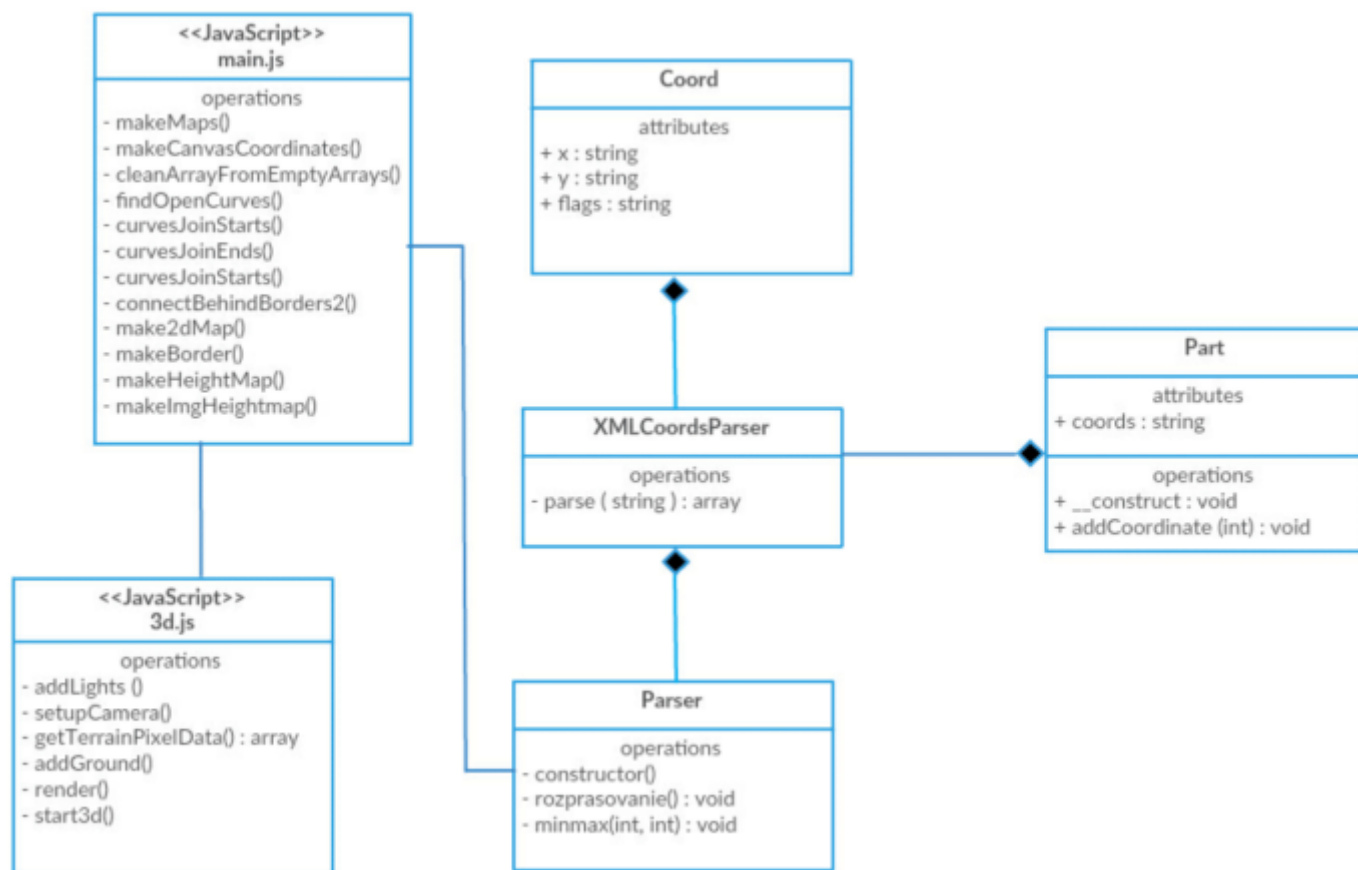 <<JavaScript>>
main.js
operations
- makeMaps()
- makeCanvasCoordinates()
- cleanArrayFromEmptyArrays()
- findOpenCurves()
- curvesJoinStarts()
- curvesJoinEnds()
- curvesJoinStarts()
- connectBehindBorders2()
- make2dMap()
- makeBorder()
- makeHeightMap()
- makeImgHeightmap()
Coord
attributes
+ x : string
+ y : string
+ flags : string
Part
attributes
+ coords : string
operations
+ __construct : void
+ addCoordinate (int) : void
XMLCoordsParser
operations
- parse ( string ) : array
<<JavaScript>>
3d.js
operations
- addLights ()
- setupCamera()
- getTerrainPixelData() : array
- addGround()
- render()
- start3d()
Parser
operations
- constructor()
- rozprasovanie() : void
- minmax(int, int) : void